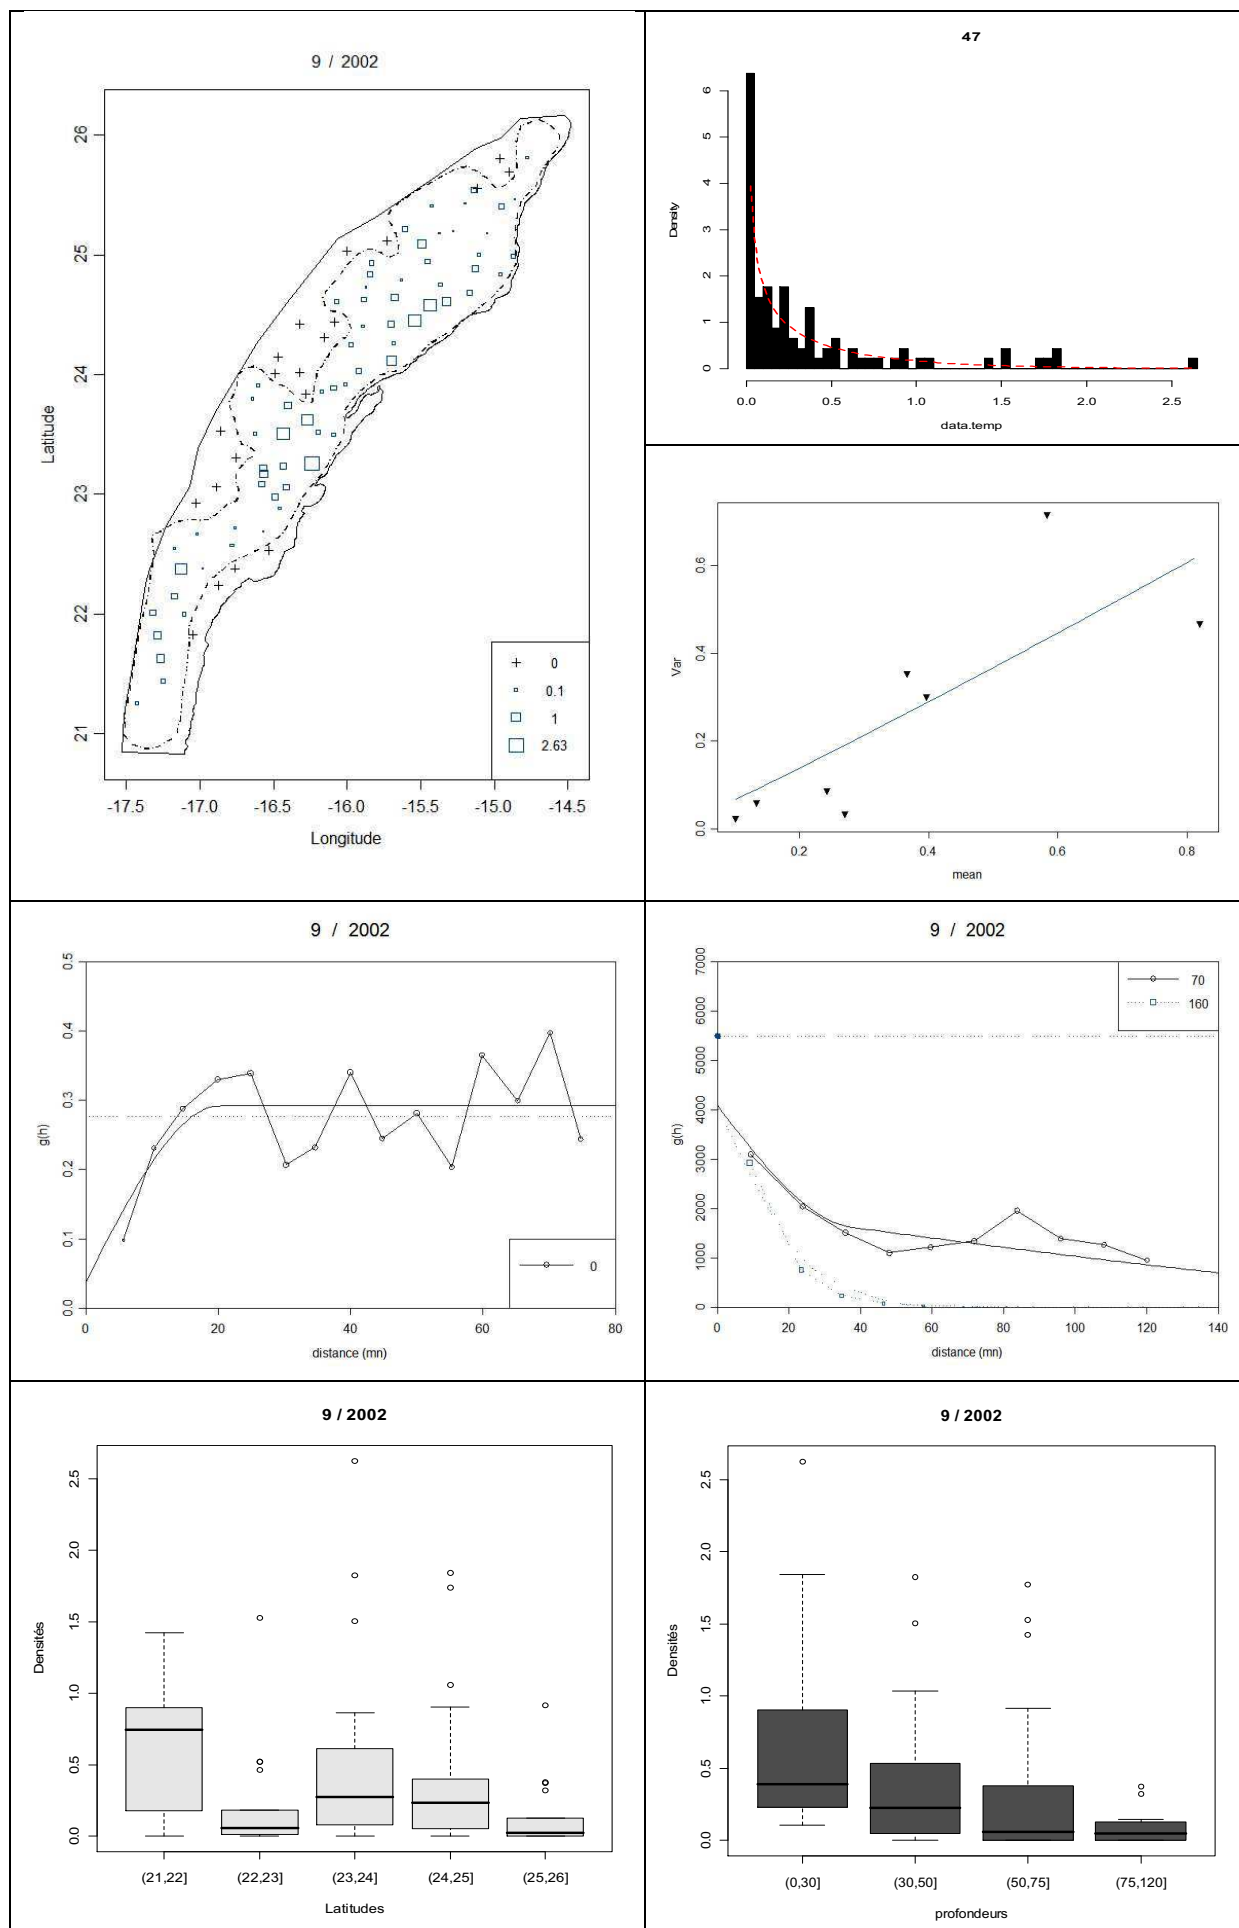 9 / 2002
26
25
24
23
22
21
Latitude
-17.5 -17.0 -16.5 -16.0 -15.5 -15.0 -14.5
Longitude
0
0.1
1
2.63
47
6
5
4
3
2
1
0
Density
0.0 0.5 1.0 1.5 2.0 2.5
data.temp
0.6
0.4
0.2
0.0
Var
0.2 0.4 0.6 0.8
mean
9 / 2002
0.5
0.4
0.3
0.2
0.1
0.0
g(h)
0
0 20 40 60 80
distance (mn)
9 / 2002
7000
6000
5000
4000
3000
2000
1000
0
g(h)
70
160
0 20 40 60 80 100 120 140
distance (mn)
9 / 2002
2.5
2.0
1.5
1.0
0.5
0.0
Densités
(21,22] (22,23] (23,24] (24,25] (25,26]
Latitudes
9 / 2002
2.5
2.0
1.5
1.0
0.5
0.0
Densités
(0,30] (30,50] (50,75] (75,120]
profondeurs